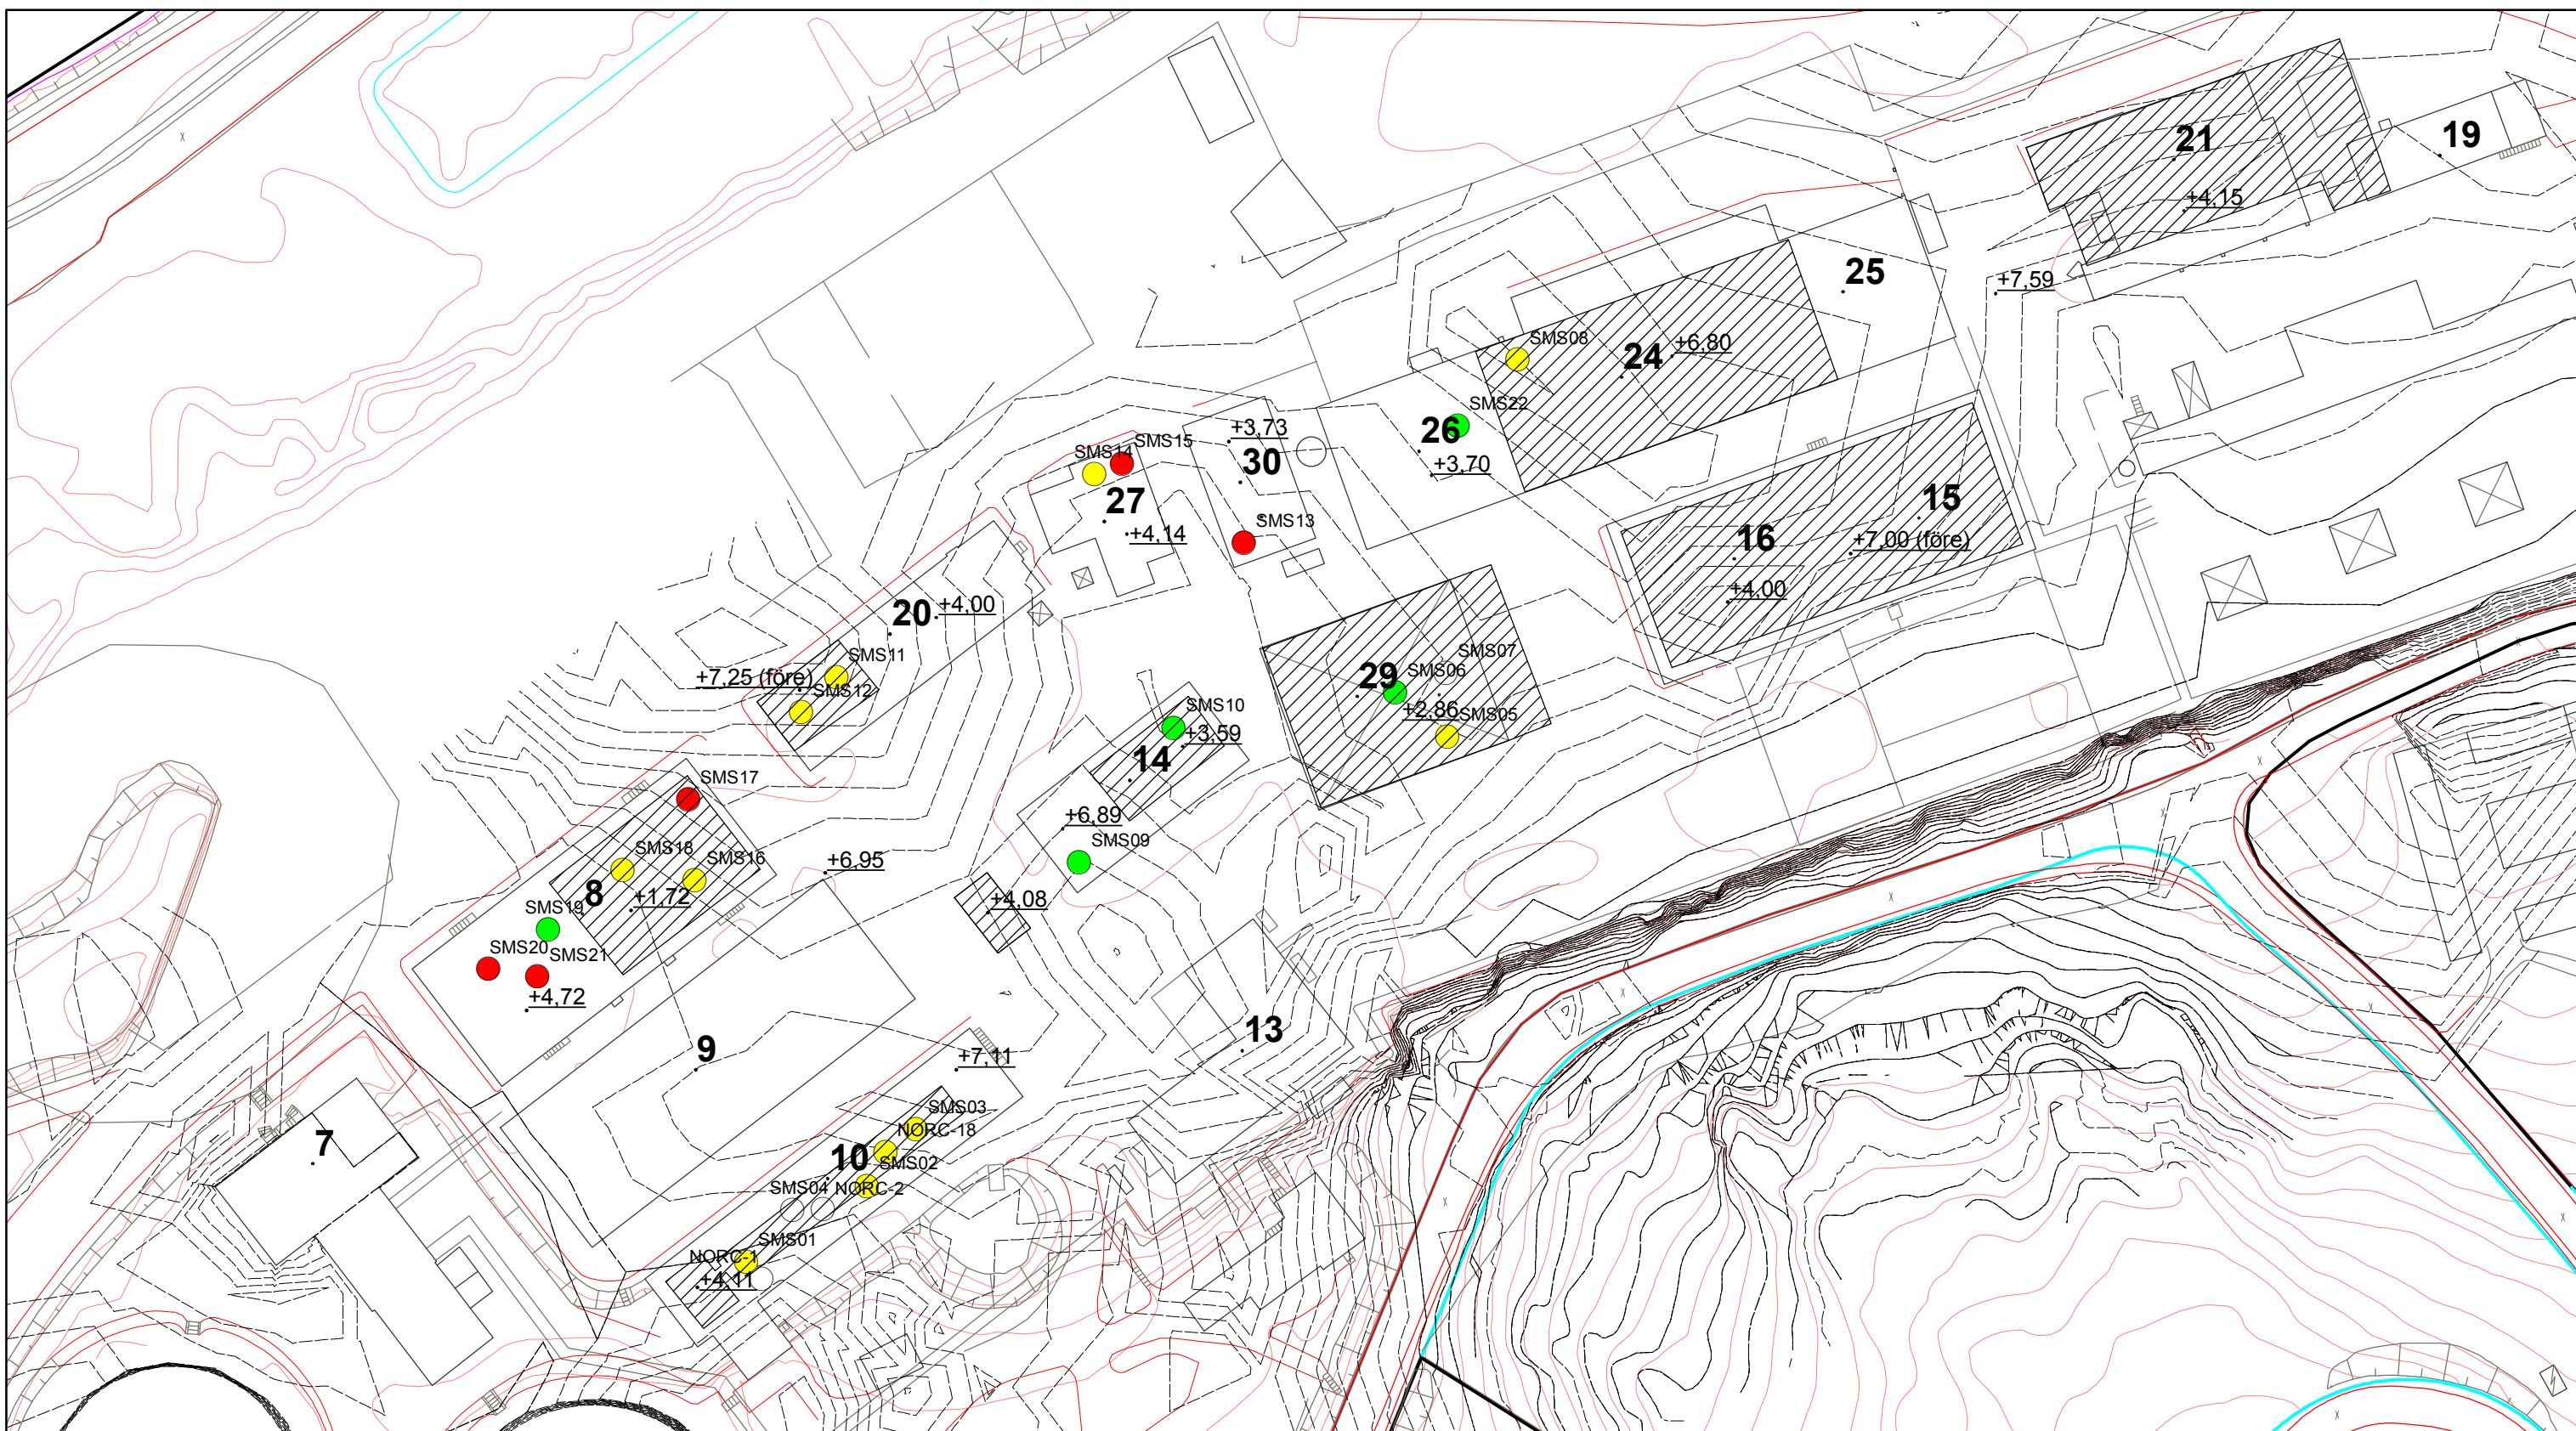 21
19
+4,15
25
+7,59
SMS08
24
+6,80
SMS22
26
+3,70
+3,73
30
SMS15
SMS14
27
+4,14
SMS13
15
16
+7,00 (före)
+4,00
20
+4,00
SMS11
+7,25 (före)
SMS12
SMS07
SMS06
29
+2,86
SMS05
SMS10
+3,59
14
+6,89
SMS09
SMS17
SMS18
SMS16
+6,95
8
+1,72
SMS19
SMS20
SMS21
+4,72
+4,08
9
13
+7,11
7
SMS03
NORC-18
10
SMS02
SMS04
NORC-2
SMS01
NORC-1
+4,11